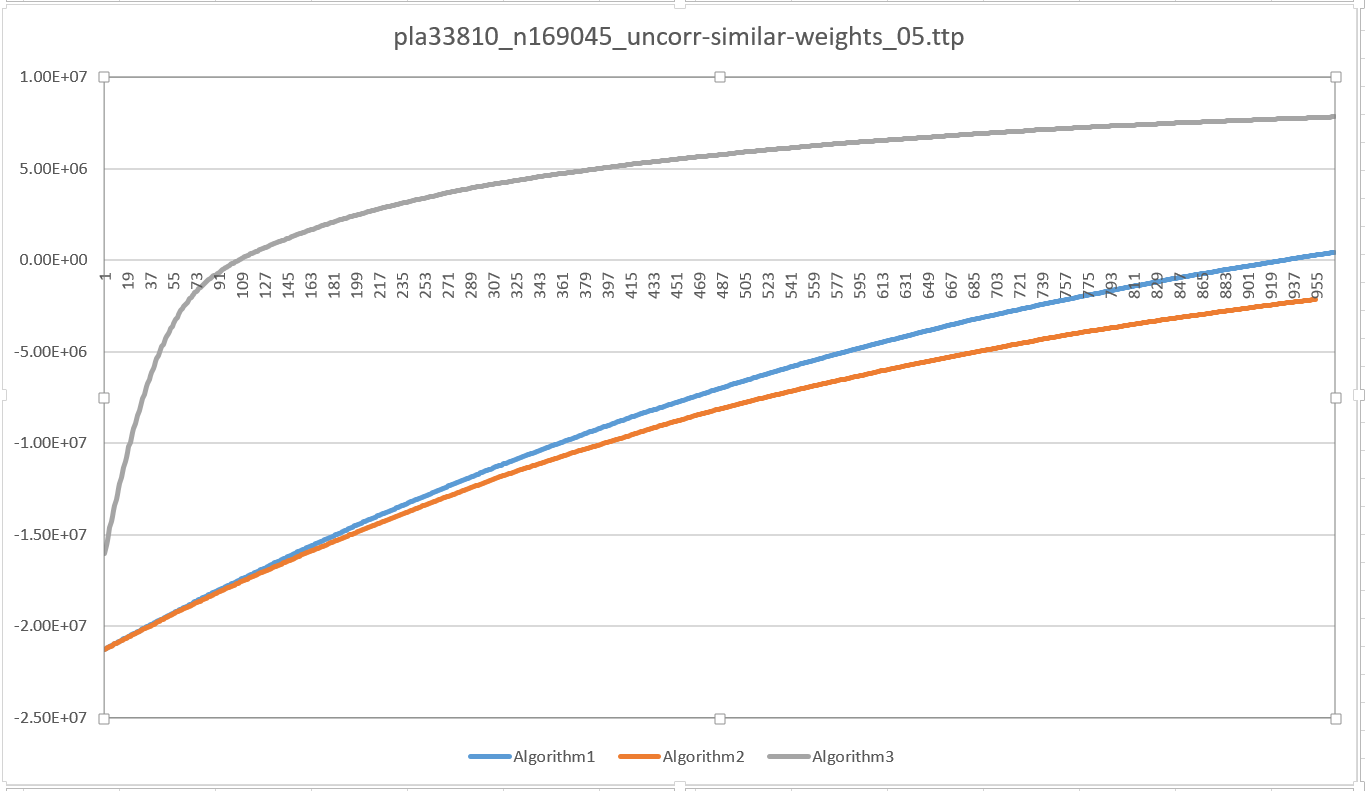 pla33810_n169045_uncorr-similar-weights_05.ttp
1.00E+07
5.00E+06
0.00E+00
1 19 37 55 73 91 109 127 145 163 181 199 217 235 253 271 289 307 325 343 361 379 397 415 433 451 469 487 505 523 541 559 577 595 613 631 649 667 685 703 721 739 757 775 793 811 829 847 865 883 901 919 937 955
-5.00E+06
-1.00E+07
-1.50E+07
-2.00E+07
-2.50E+07
Algorithm1 Algorithm2 Algorithm3